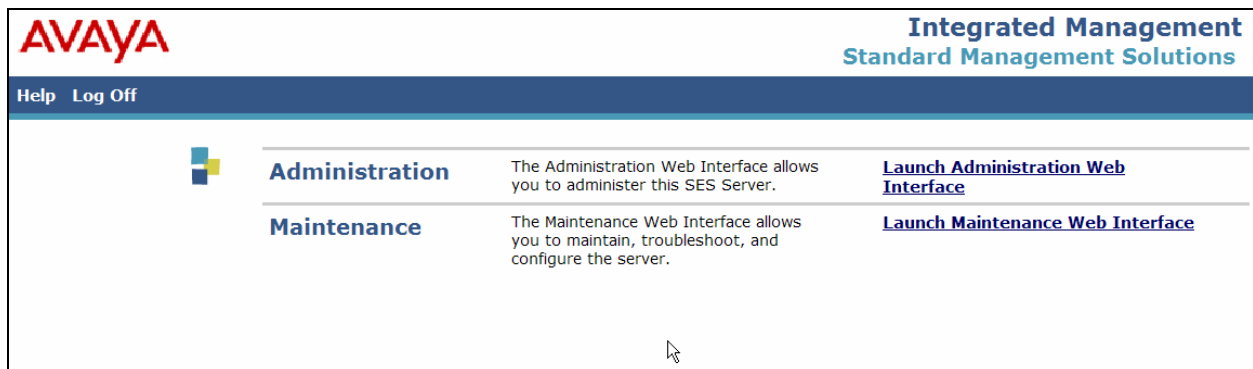 AVAYA
Integrated Management
Standard Management Solutions
Help Log Off
Administration
The Administration Web Interface allows
you to administer this SES Server.
Launch Administration Web
Interface
Maintenance
The Maintenance Web Interface allows
you to maintain, troubleshoot, and
configure the server.
Launch Maintenance Web Interface